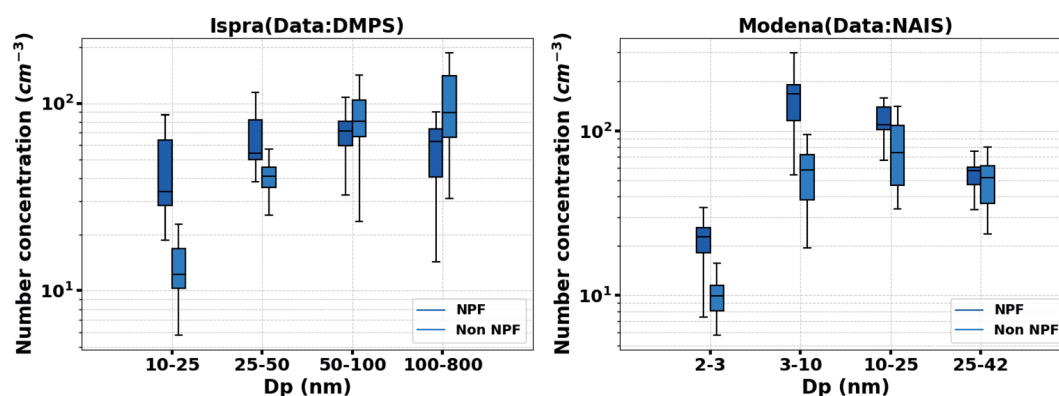 Ispra(Data:DMPS)
Number concentration (cm⁻³)
10²
10¹
10-25 25-50 50-100 100-800
Dp (nm)
NPF
Non NPF
Modena(Data:NAIS)
Number concentration (cm⁻³)
10²
10¹
2-3 3-10 10-25 25-42
Dp (nm)
NPF
Non NPF